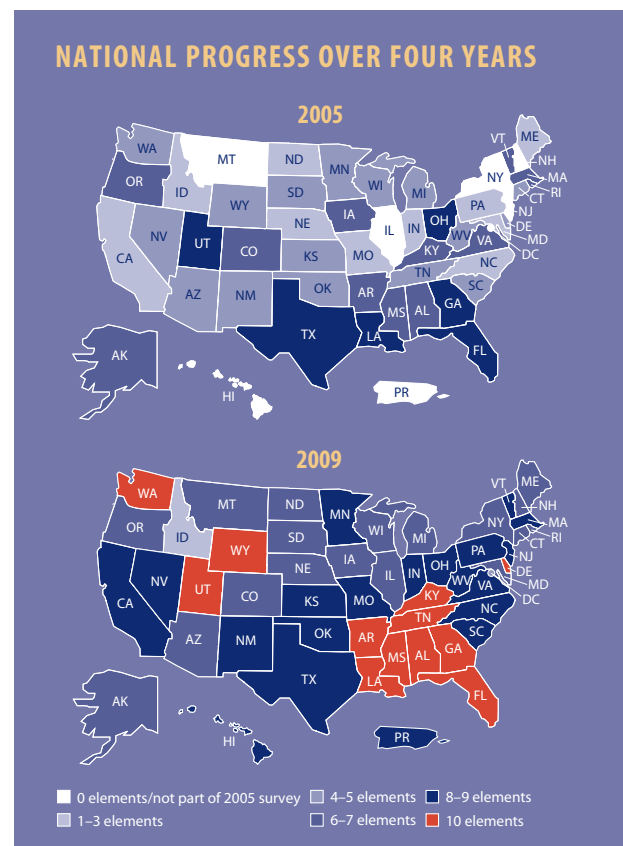 NATIONAL PROGRESS OVER FOUR YEARS
2005
WA
MT
ND
MN
VT
ME
OR
ID
SD
WI
MI
NY
NH
MA
RI
WY
IA
PA
CT
NJ
NV
UT
NE
IL
IN
OH
DE
CA
CO
KS
MO
KY
WV
VA
MD
DC
AZ
NM
OK
AR
TN
NC
SC
MS
AL
GA
TX
LA
FL
AK
HI
PR
2009
WA
MT
ND
MN
VT
ME
OR
ID
SD
WI
MI
NY
NH
MA
RI
CT
WY
IA
PA
NJ
NV
UT
NE
IL
IN
OH
DE
CA
CO
KS
MO
KY
WV
VA
MD
DC
AZ
NM
OK
AR
TN
NC
SC
MS
AL
GA
TX
LA
FL
AK
HI
PR
0 elements/not part of 2005 survey
4–5 elements
8–9 elements
1–3 elements
6–7 elements
10 elements